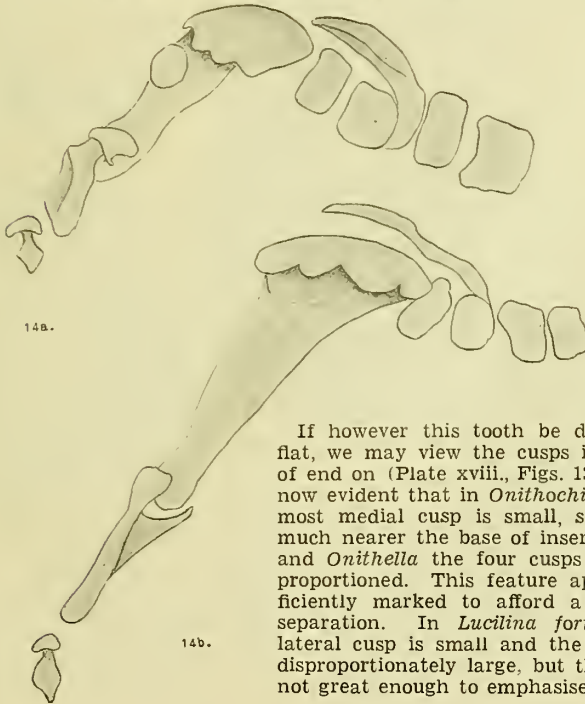 14a.
If however this tooth be d
flat, we may view the cusps i
of end on (Plate xviii., Figs. 1
now evident that in Onithochi
most medial cusp is small, s
much nearer the base of inser
and Onithella the four cusps
proportioned. This feature a
ficiently marked to afford a
separation. In Lucilina for
lateral cusp is small and the
disproportionately large, but t
not great enough to emphasise
14b.